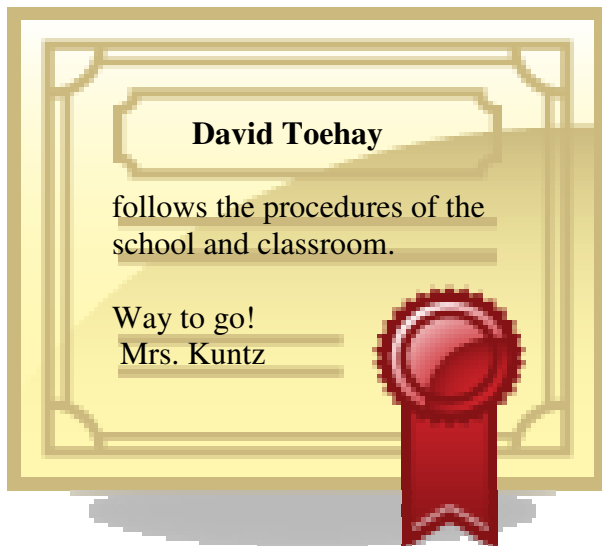 David Toehay
follows the procedures of the
school and classroom.
Way to go!
Mrs. Kuntz